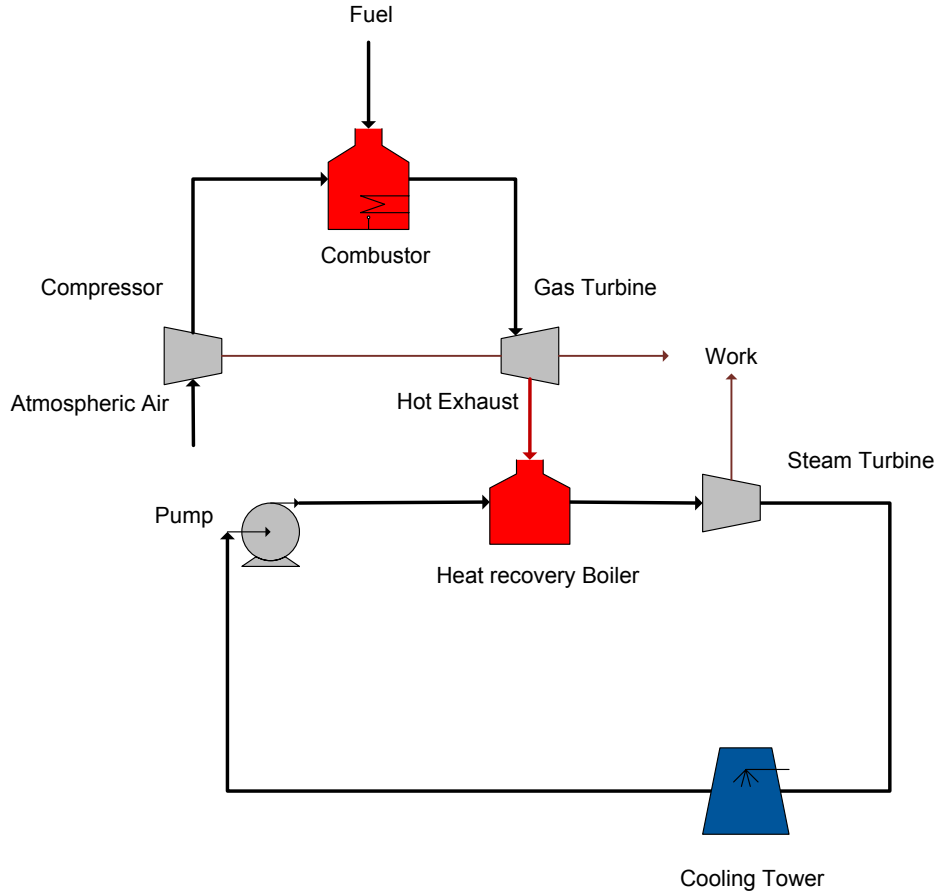 Fuel
Combustor
Compressor
Gas Turbine
Work
Atmospheric Air
Hot Exhaust
Steam Turbine
Pump
Heat recovery Boiler
Cooling Tower